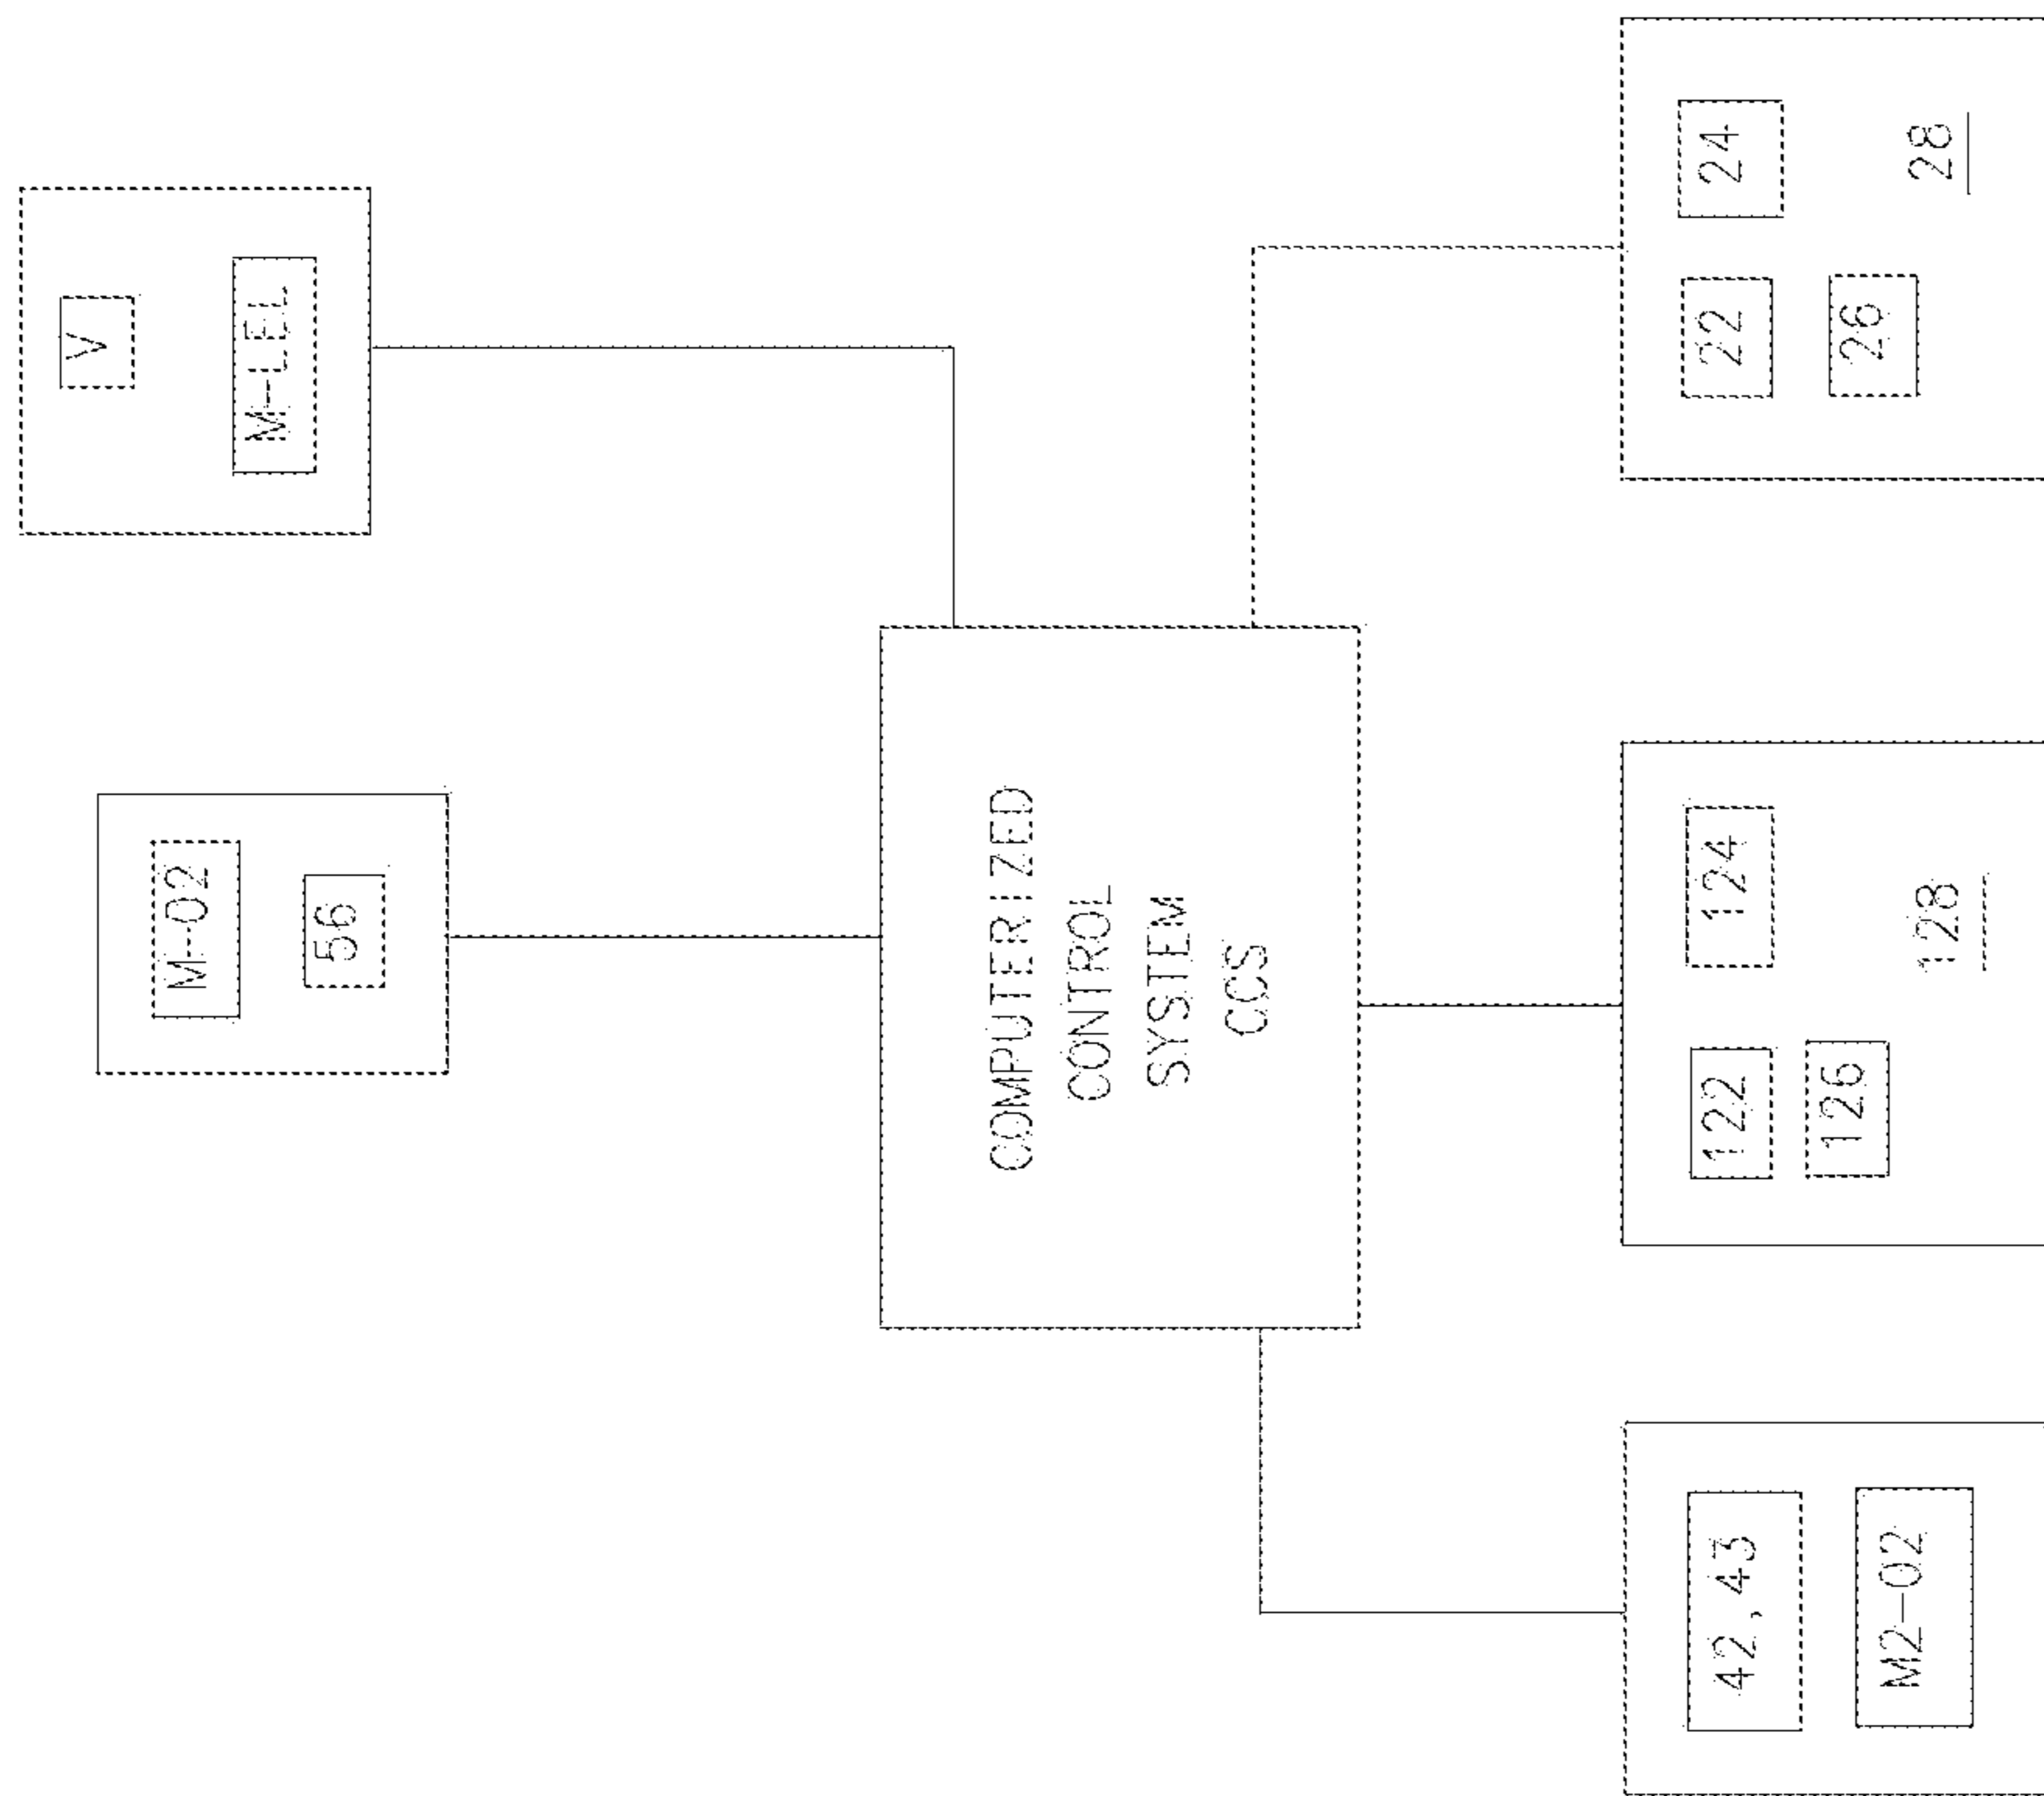 M-02
56
V
M-LEL
COMPUTERIZED
CONTROL
SYSTEM
CCS
42,43
M2-02
122
124
126
128
22
24
26
28